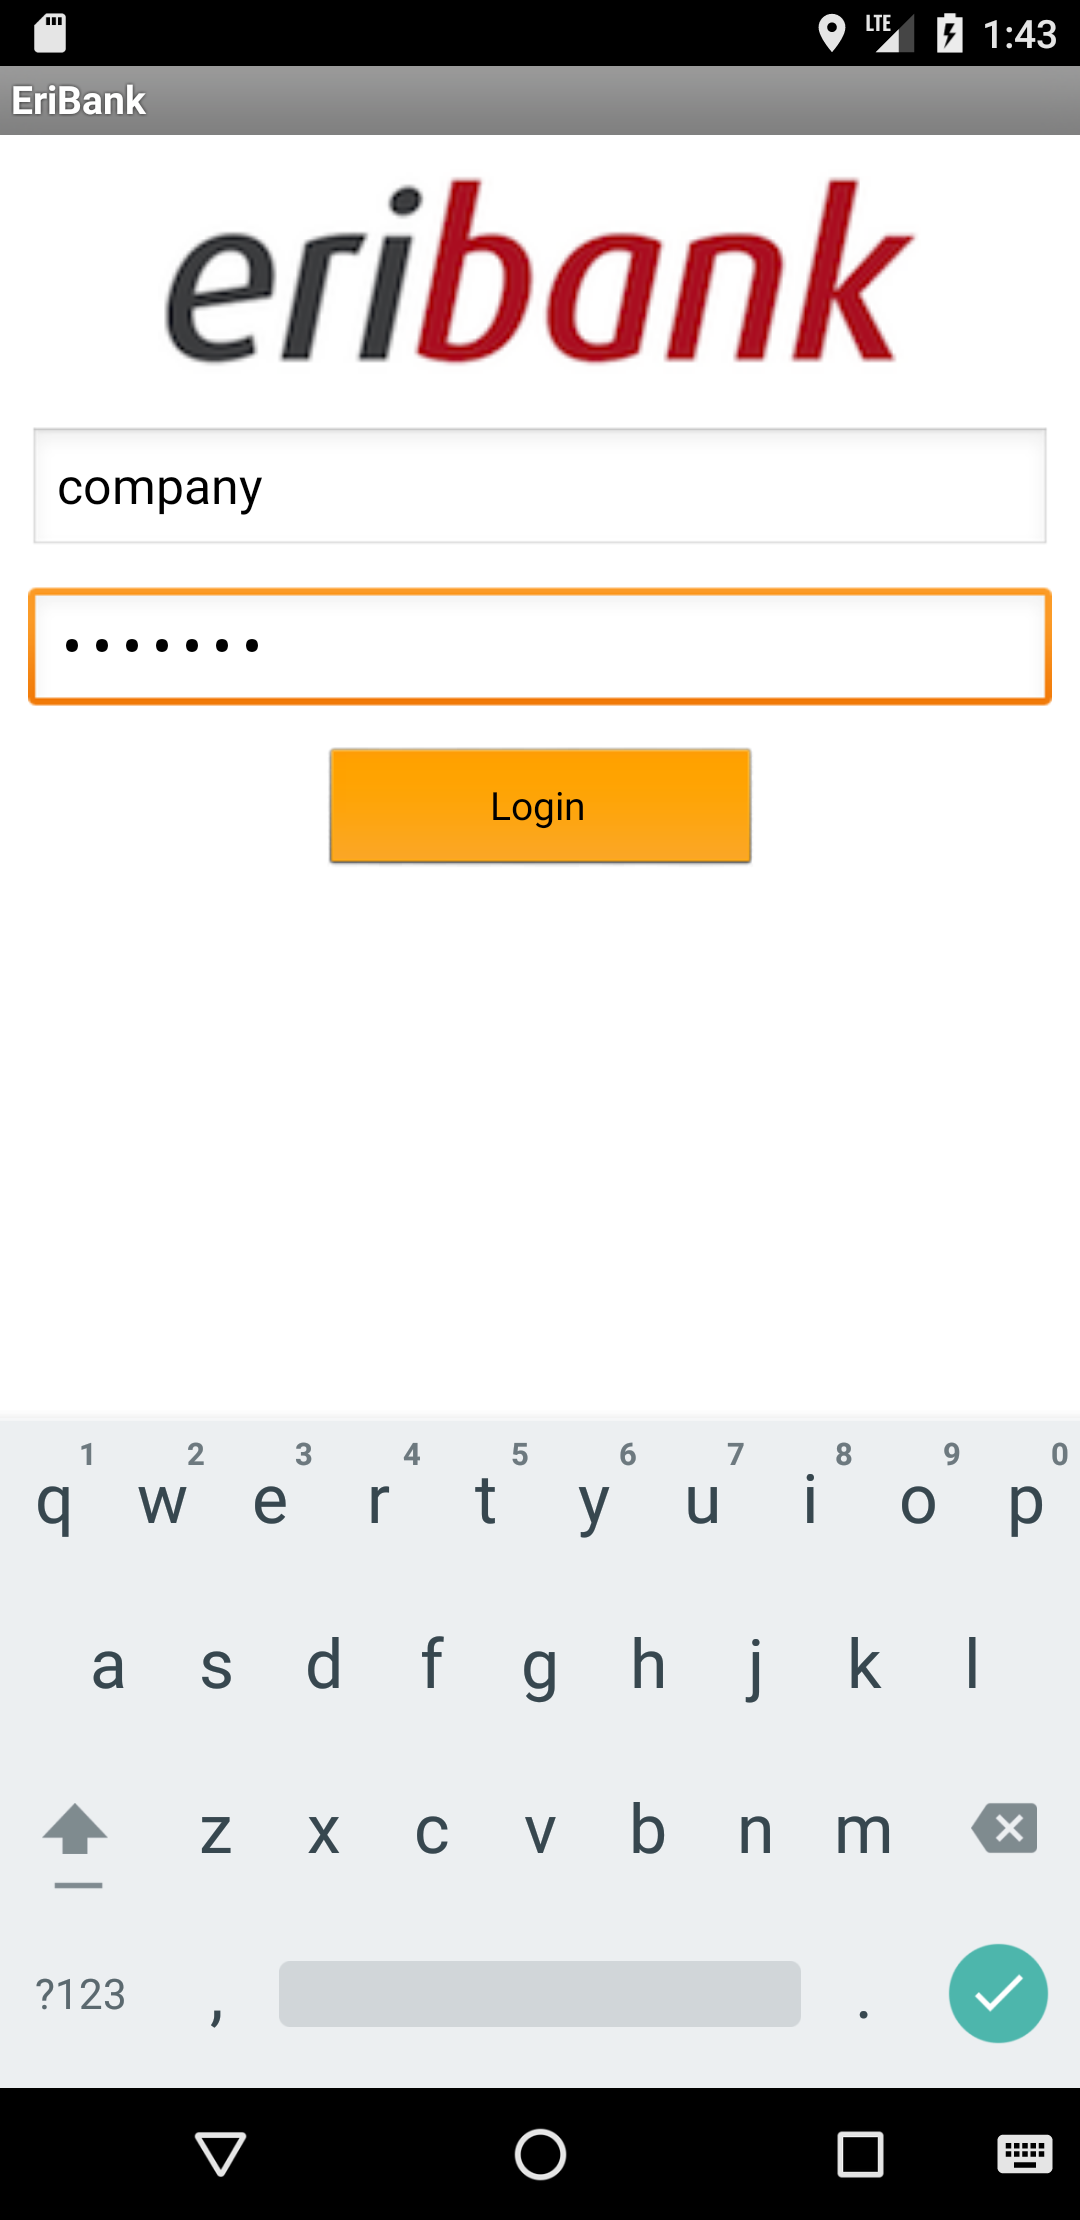 LTE 1:43
EriBank
eribank
company
•••••••
Login
1 2 3 4 5 6 7 8 9 0
q w e r t y u i o p
a s d f g h j k l
z x c v b n m
?123 , .